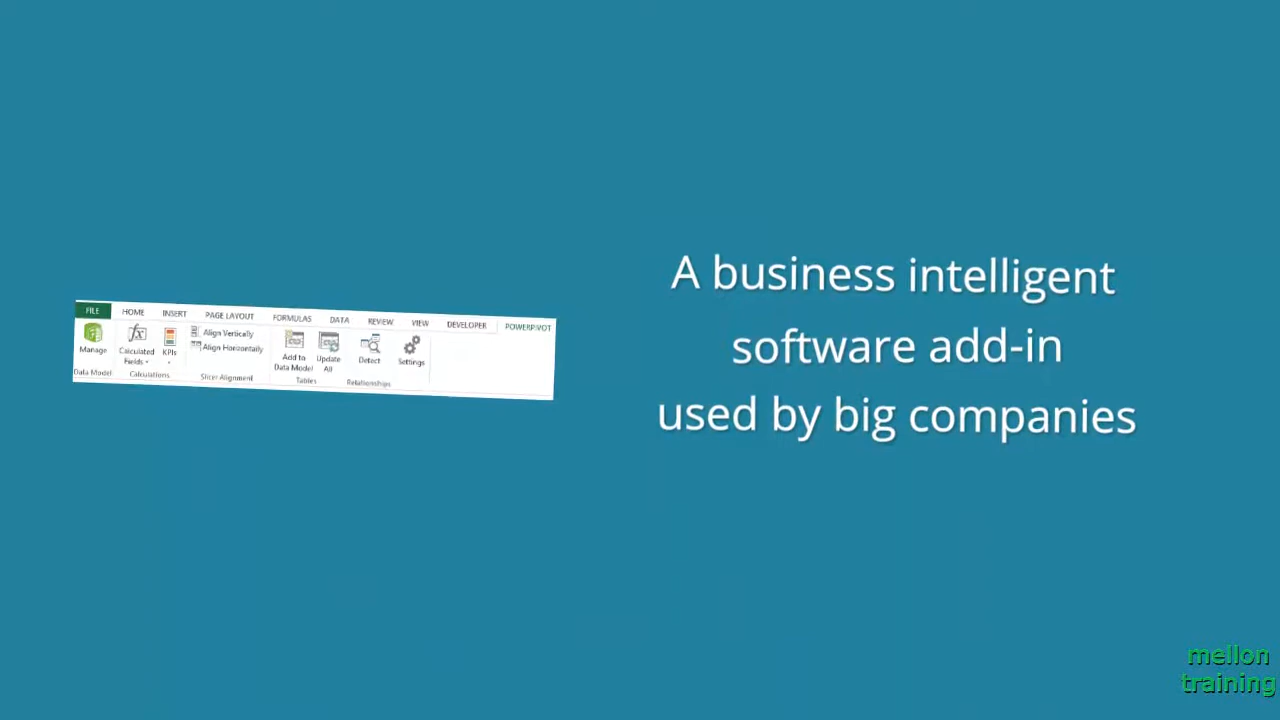 FILE HOME INSERT PAGE LAYOUT FORMULAS DATA REVIEW VIEW DEVELOPER POWERPIVOT
Manage
Data Model
Calculated
Fields
KPIs
Calculations
Align Vertically
Align Horizontally
Slicer Alignment
Add to
Data Model
Update
All
Tables
Detect
Relationships
Settings
A business intelligent
software add-in
used by big companies
mellon
training